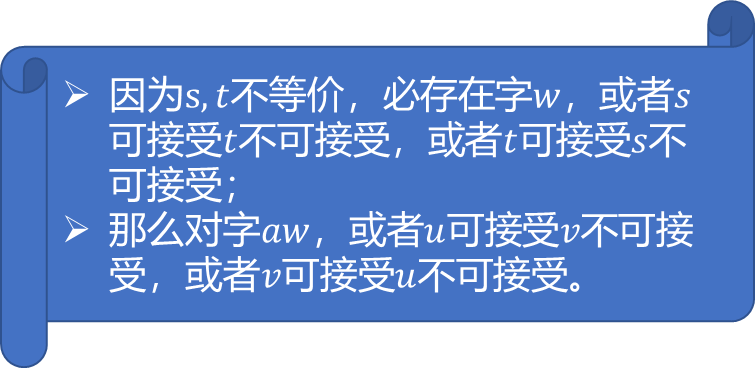 ➢ 因为s,t不等价，必存在字w，或者s
可接受t不可接受，或者t可接受s不
可接受；
➢ 那么对字aw，或者u可接受v不可接
受，或者v可接受u不可接受。